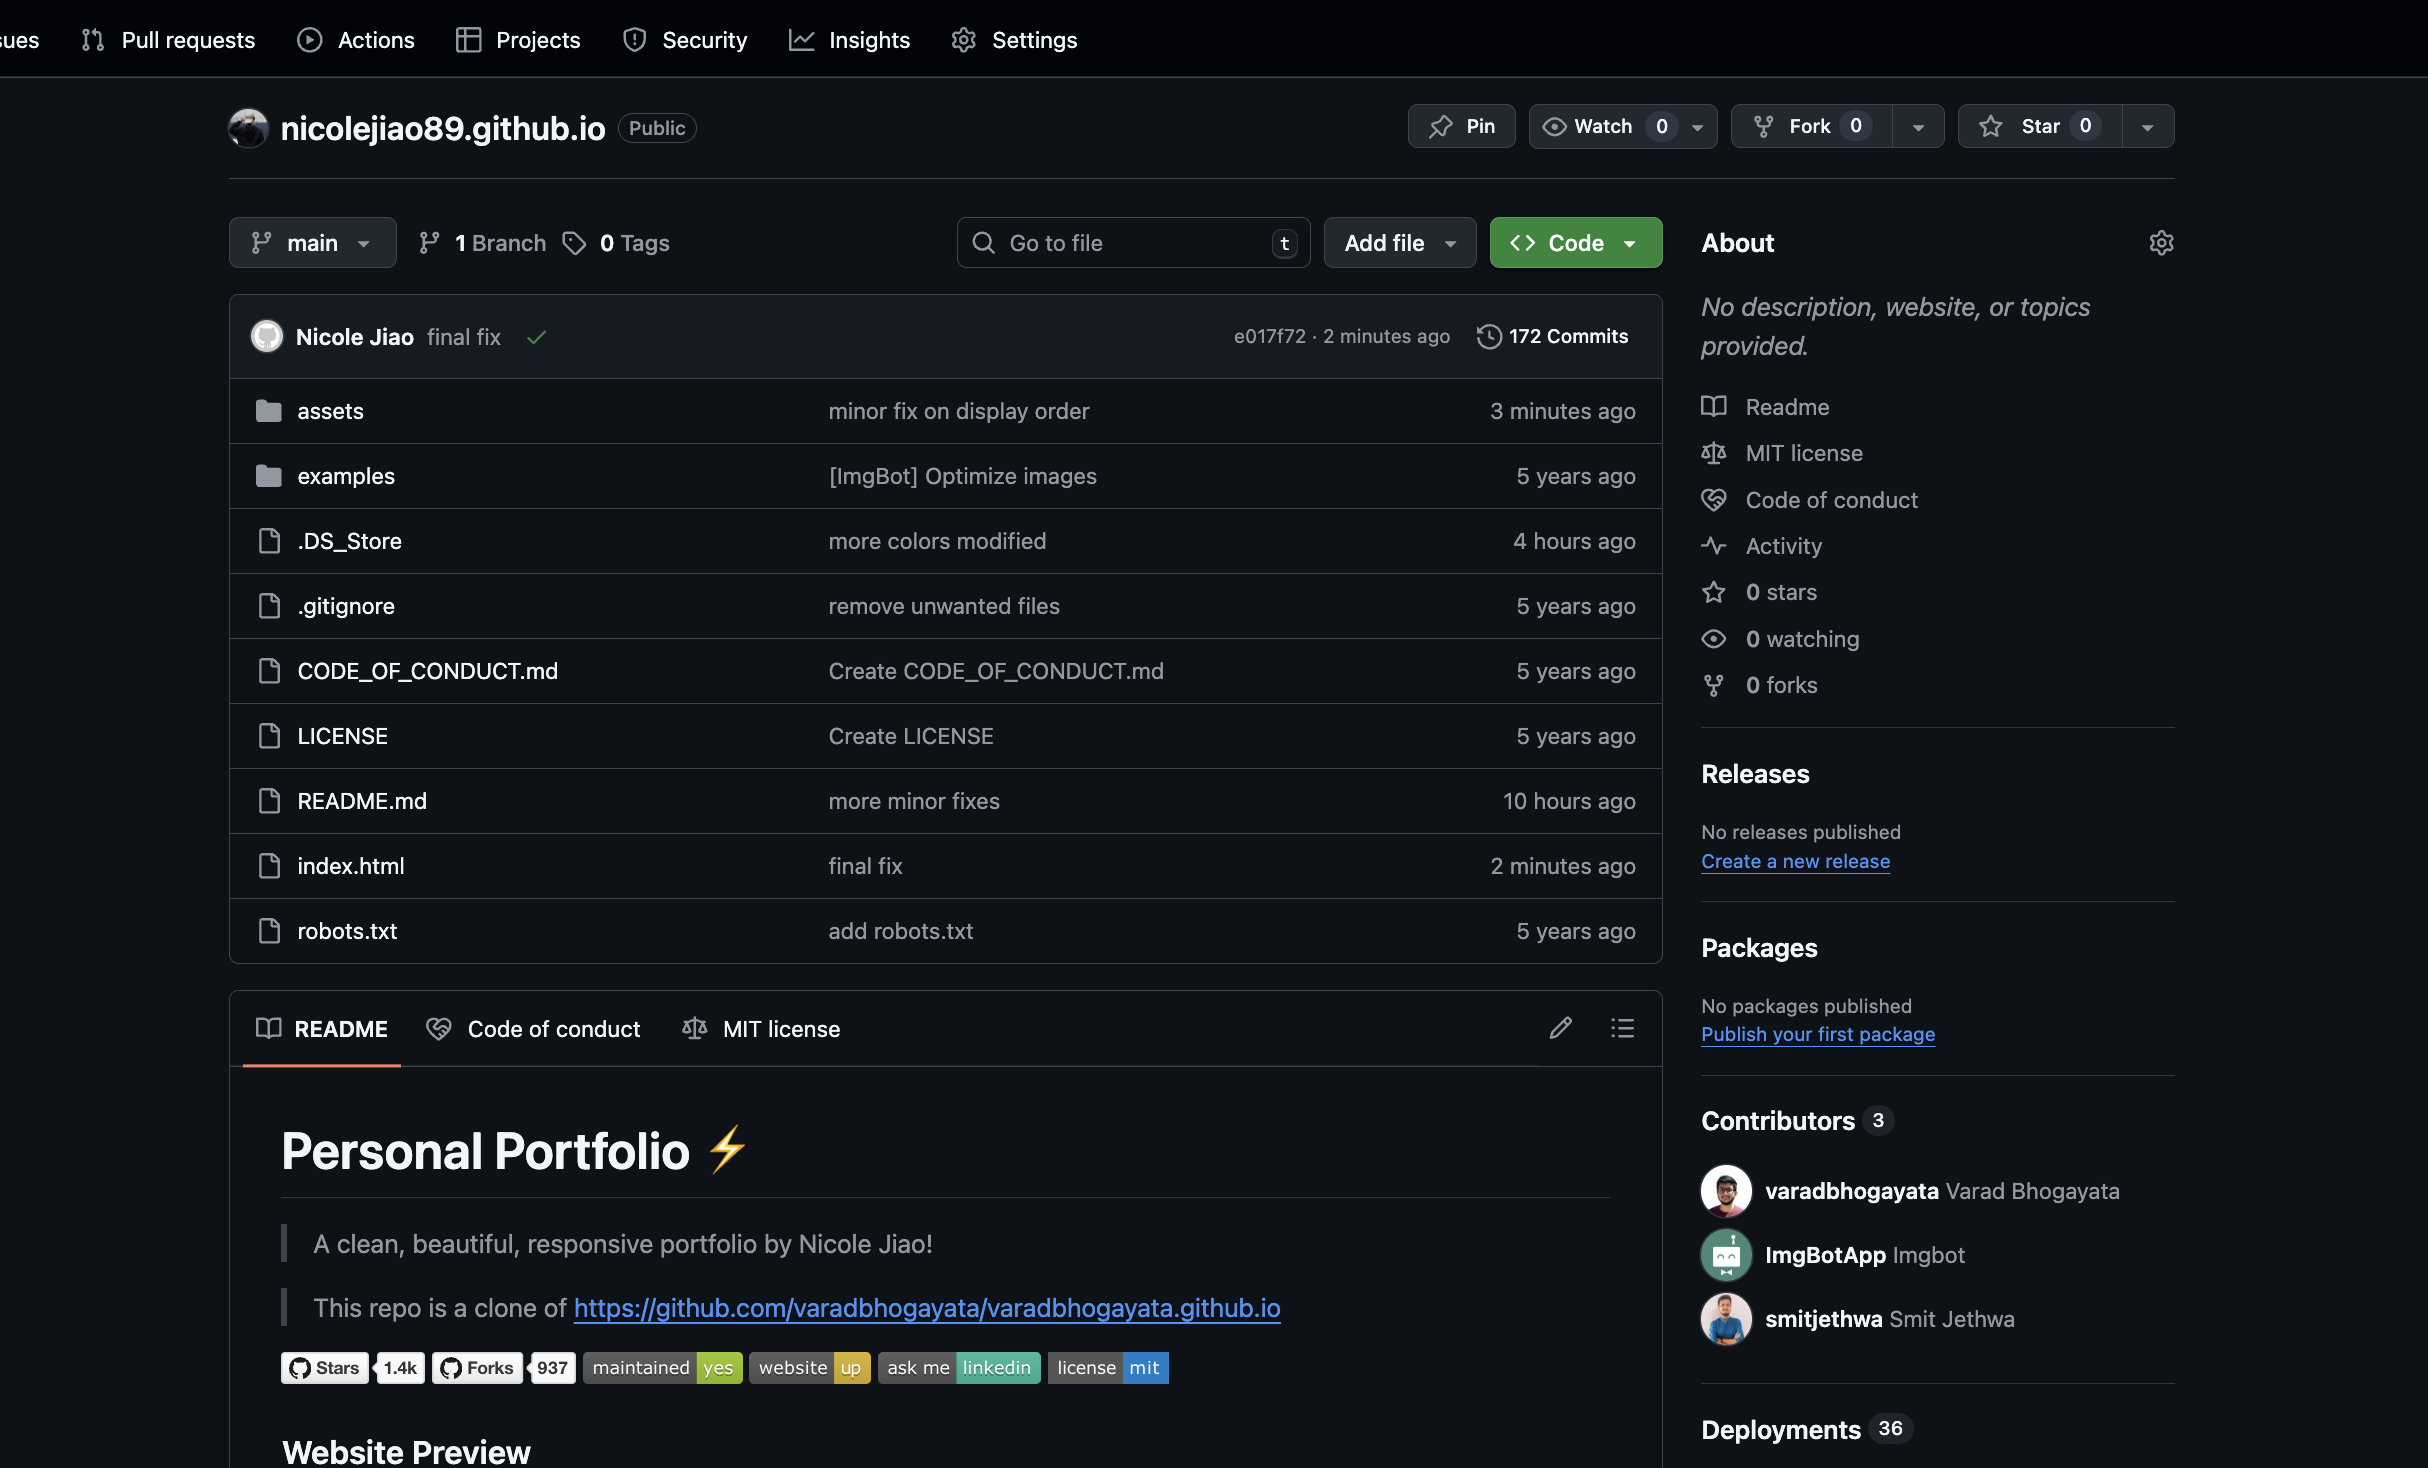 sues Pull requests Actions Projects Security Insights Settings
nicolejiao89.github.io Public Pin Watch 0 Fork 0 Star 0
main 1 Branch 0 Tags Go to file t Add file Code
Nicole Jiao final fix e017f72 · 2 minutes ago 172 Commits
assets minor fix on display order 3 minutes ago
examples [ImgBot] Optimize images 5 years ago
.DS_Store more colors modified 4 hours ago
.gitignore remove unwanted files 5 years ago
CODE_OF_CONDUCT.md Create CODE_OF_CONDUCT.md 5 years ago
LICENSE Create LICENSE 5 years ago
README.md more minor fixes 10 hours ago
index.html final fix 2 minutes ago
robots.txt add robots.txt 5 years ago
README Code of conduct MIT license
Personal Portfolio ⚡
A clean, beautiful, responsive portfolio by Nicole Jiao!
This repo is a clone of https://github.com/varadbhogayata/varadbhogayata.github.io
Stars 1.4k Forks 937 maintained yes website up ask me linkedin license mit
Website Preview
About
No description, website, or topics
provided.
Readme
MIT license
Code of conduct
Activity
0 stars
0 watching
0 forks
Releases
No releases published
Create a new release
Packages
No packages published
Publish your first package
Contributors 3
varadbhogayata Varad Bhogayata
ImgBotApp Imgbot
smitjethwa Smit Jethwa
Deployments 36